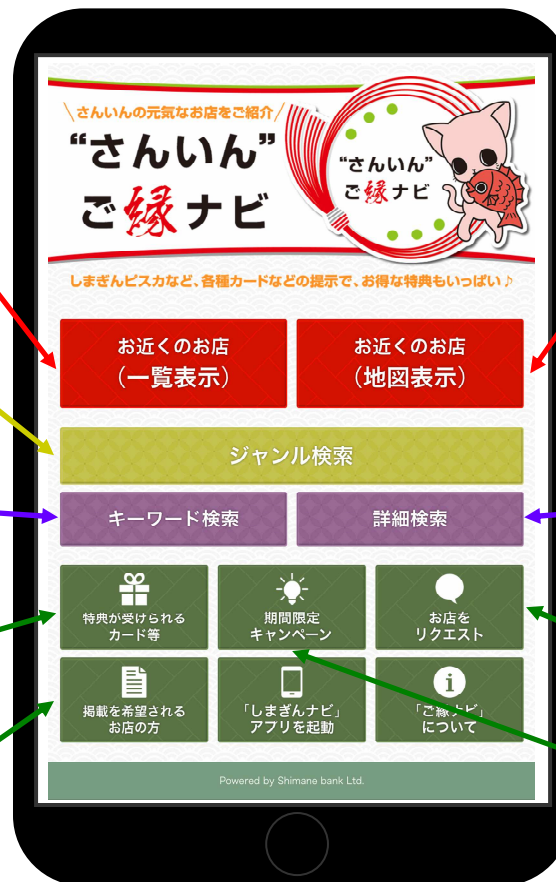 さんいんの元気なお店をご紹介
“さんいん”
ご縁ナビ
“さんいん”
ご縁ナビ
しまぎんビスカなど、各種カードなどの提示で、お得な特典もいっぱい♪
お近くのお店
(一覧表示)
お近くのお店
(地図表示)
ジャンル検索
キーワード検索
詳細検索
特典が受けられる
カード等
期間限定
キャンペーン
お店を
リクエスト
掲載を希望される
お店の方
「しまぎんナビ」
アプリを起動
「ご縁ナビ」
について
Powered by Shimane bank Ltd.